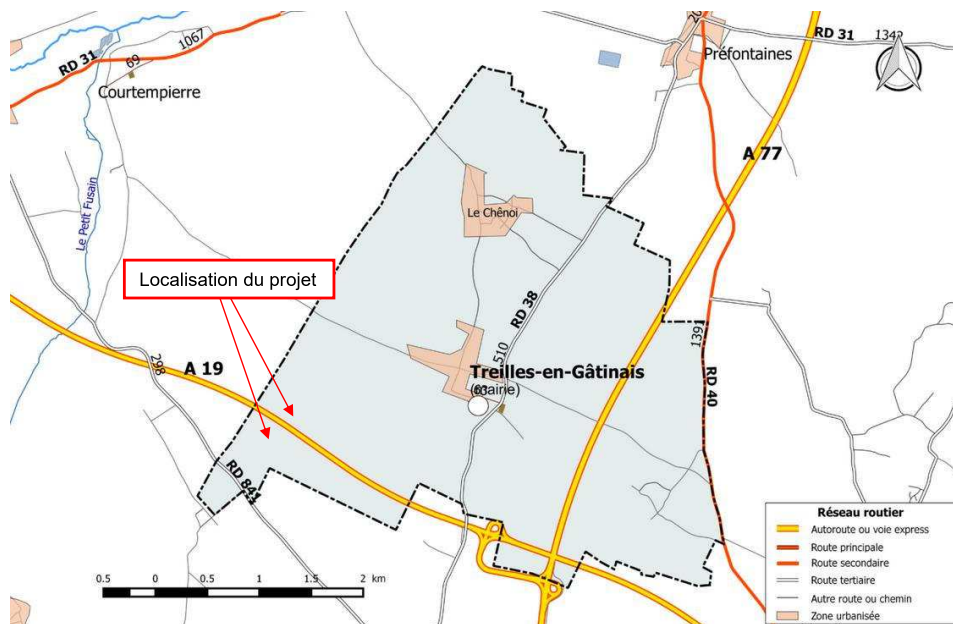 20
RD 31
1342
Préfontaines
1067
RD 31
69
Courtempierre
A 77
Le Petit Fusain
Le Chênoi
Localisation du projet
RD 38
139
298
A 19
510
Treilles-en-Gâtinais
(mairie)
63
RD 40
RD 841
Réseau routier
Autoroute ou voie express
Route principale
Route secondaire
Route tertiaire
Autre route ou chemin
Zone urbanisée
0.5 0 0.5 1 1.5 2 km